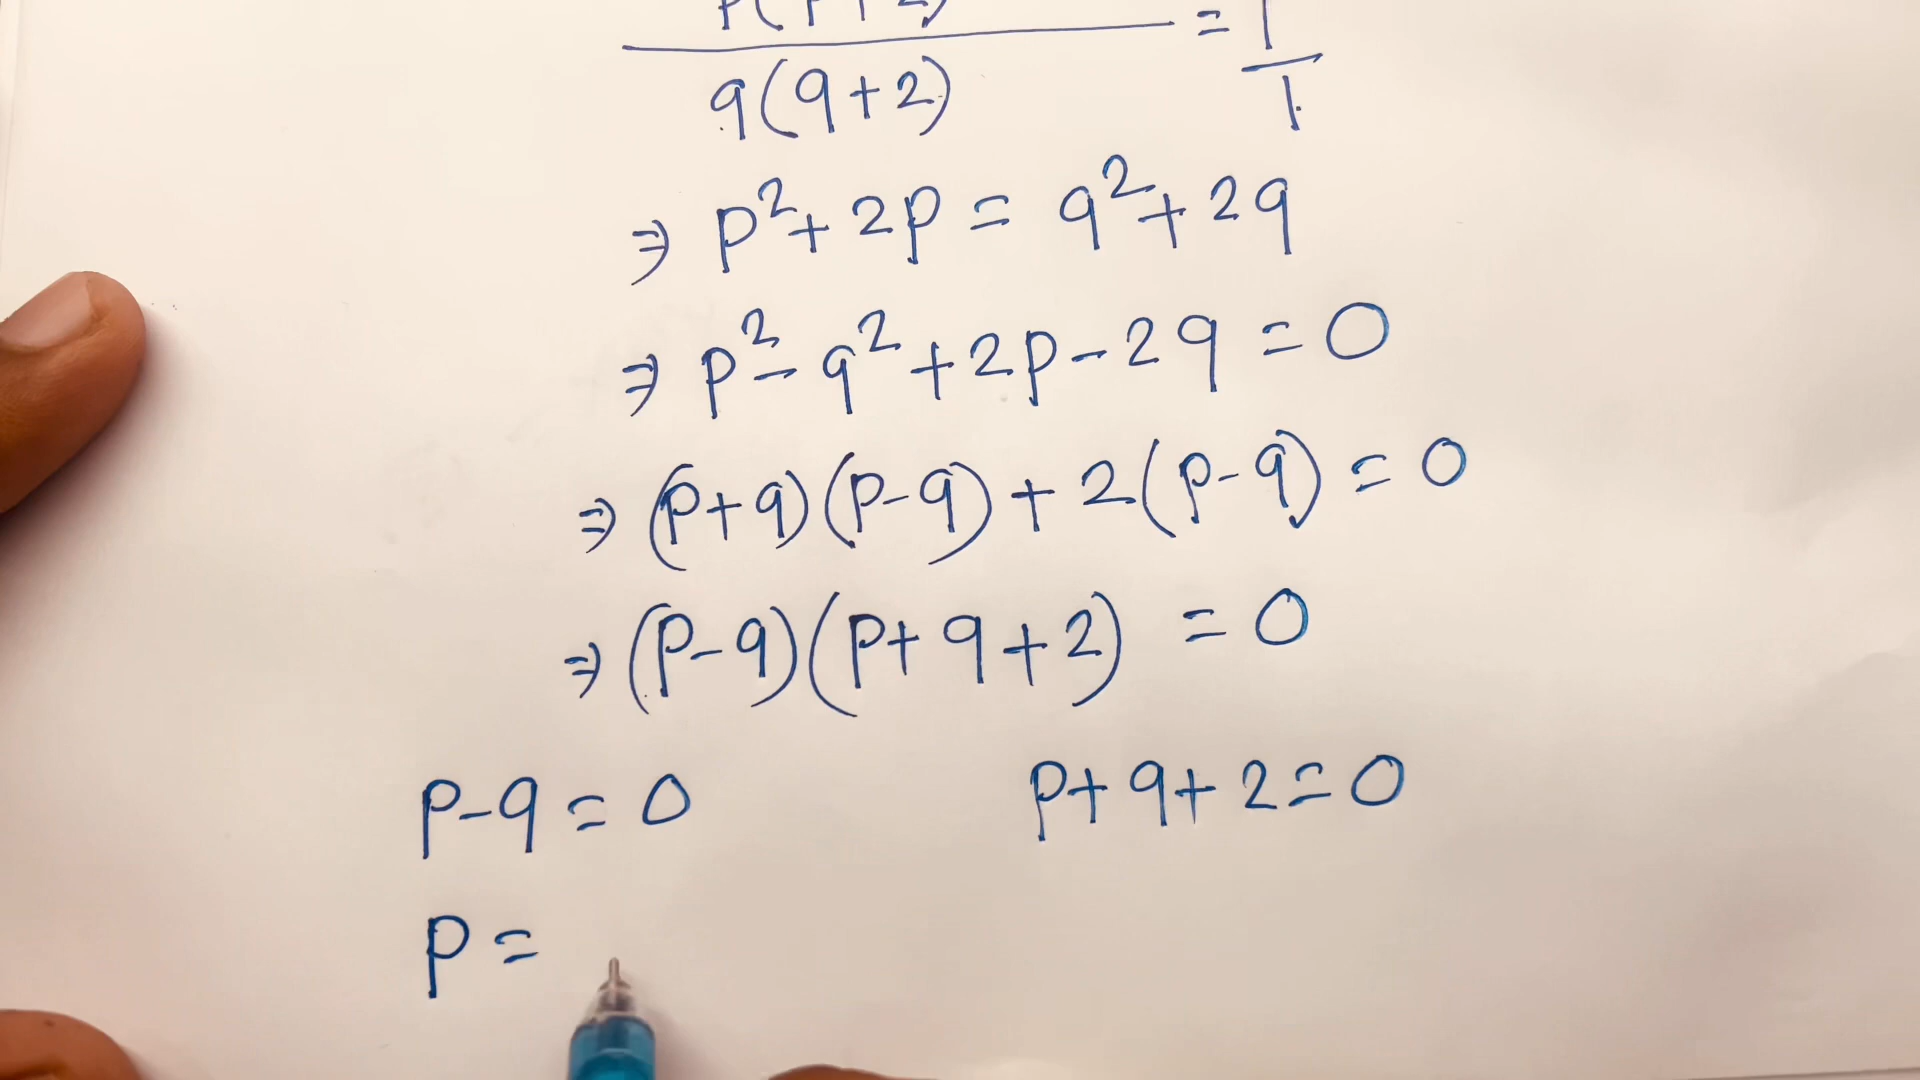 P(P+2) = 1
q(q+2) 1
⇒ p²+2p = q²+2q
⇒ p²-q²+2p-2q = 0
⇒ (p+q)(p-q)+2(p-q) = 0
⇒ (p-q)(p+q+2) = 0
p-q = 0 p+q+2=0
p =